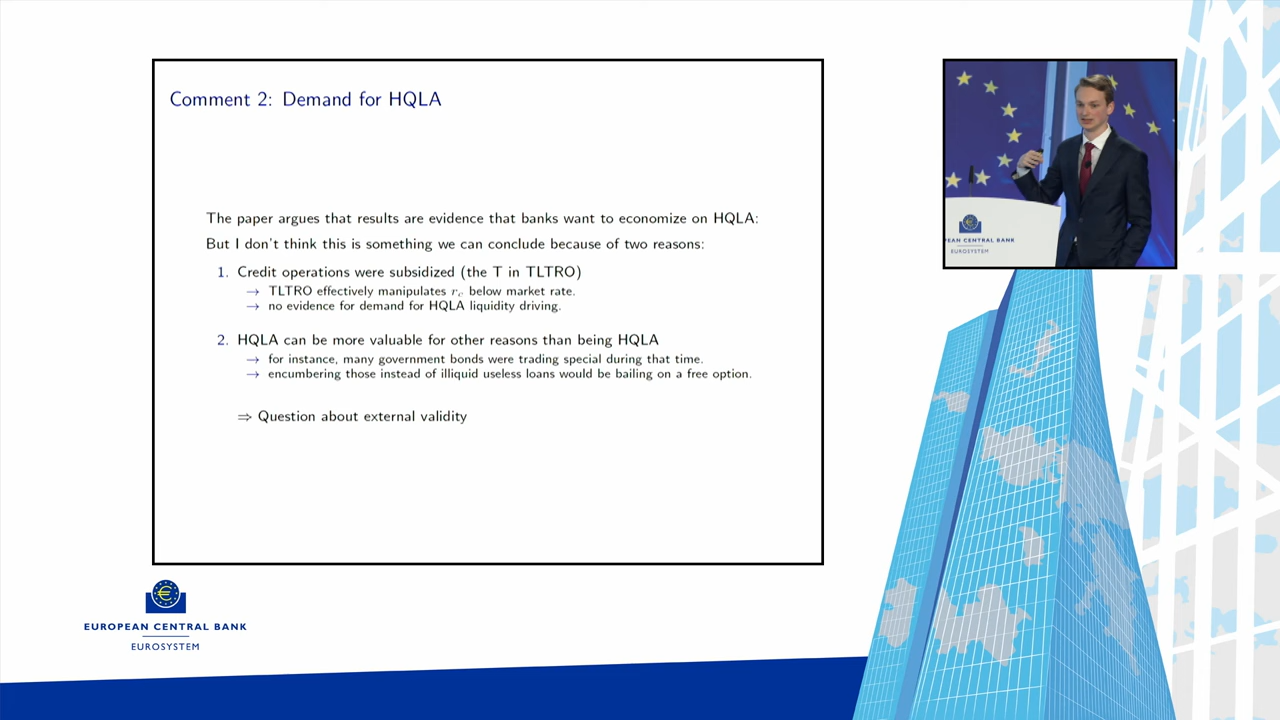 Comment 2: Demand for HQLA
The paper argues that results are evidence that banks want to economize on HQLA:
But I don't think this is something we can conclude because of two reasons:
1. Credit operations were subsidized (the T in TLTRO)
→ TLTRO effectively manipulates below market rate.
→ no evidence for demand for HQLA liquidity driving.
2. HQLA can be more valuable for other reasons than being HQLA
→ for instance, many government bonds were trading special during that time.
→ encumbering those instead of illiquid useless loans would be bailing on a free option.
⇒ Question about external validity
EAN CENTRAL BANK
EUROSYSTEM
EUROPEAN CENTRAL BANK
EUROSYSTEM